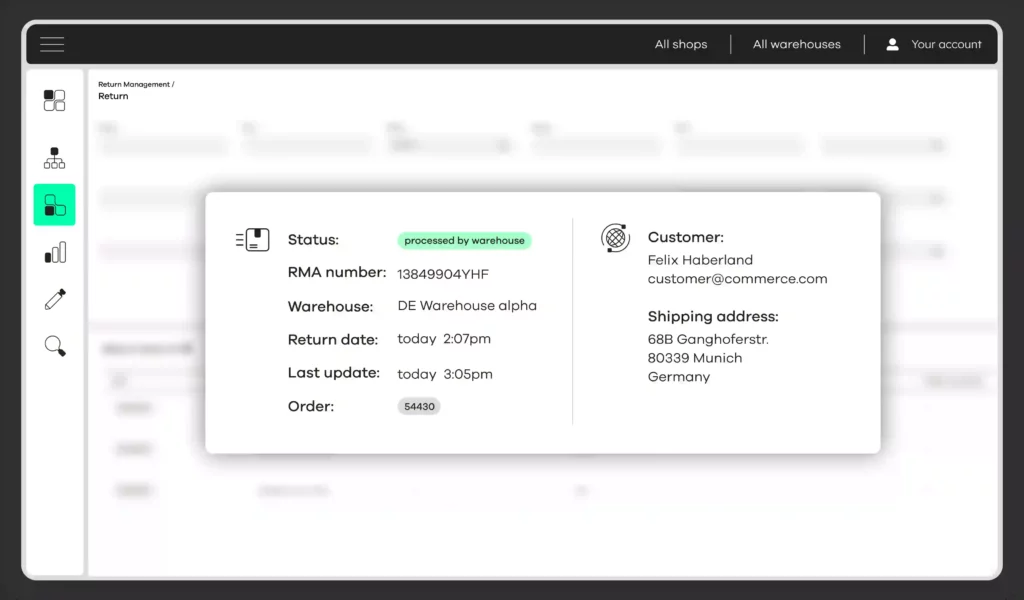 All shops
All warehouses
Your account
Return Management /
Return
Status: processed by warehouse
RMA number: 13849904YHF
Warehouse: DE Warehouse alpha
Return date: today 2:07pm
Last update: today 3:05pm
Order: 54430
Customer:
Felix Haberland
customer@commerce.com
Shipping address:
68B Ganghoferstr.
80339 Munich
Germany